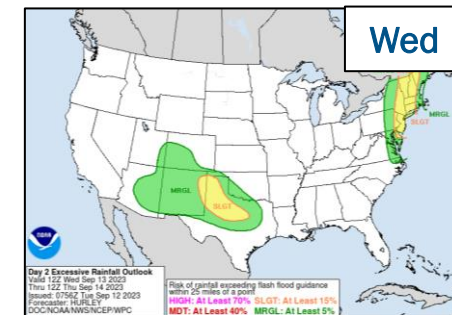 Wed
MRGL
SLGT
MRGL
SLGT
NOAA
Day 2 Excessive Rainfall Outlook
Valid 12Z Wed Sep 13 2023
Thru 12Z Thu Sep 14 2023
Issued: 0756Z Tue Sep 12 2023
Forecaster: HURLEY
DOC/NOAA/NWS/NCEP/WPC
Risk of rainfall exceeding flash flood guidance
within 25 miles of a point
HIGH: At Least 70% SLGT: At Least 15%
MDT: At Least 40% MRGL: At Least 5%